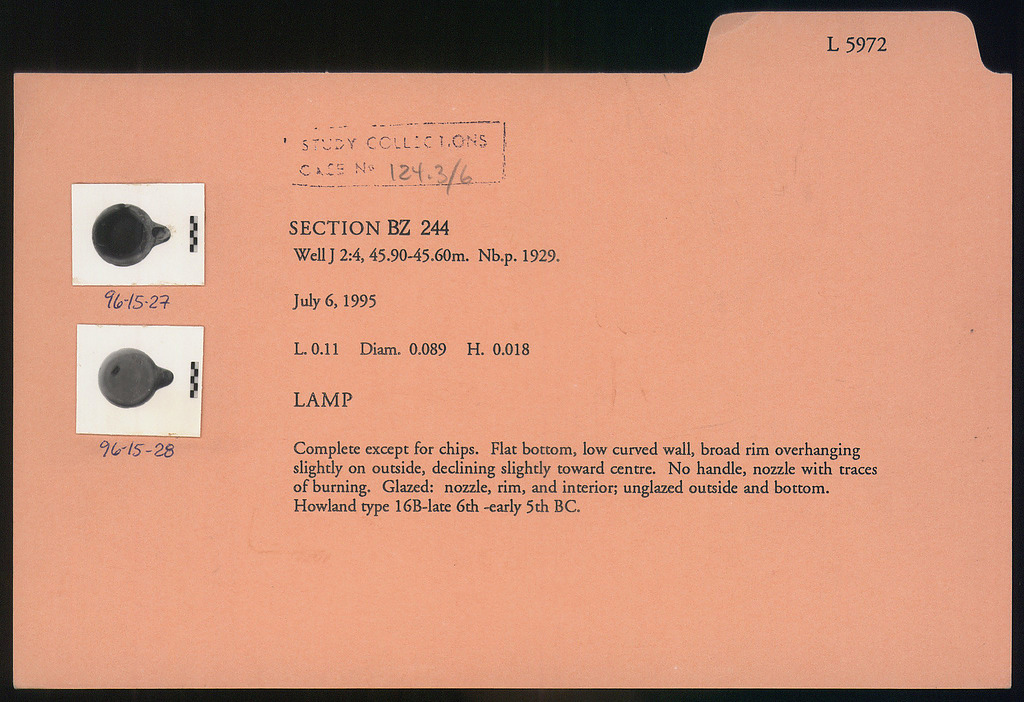 L 5972
STUDY COLLECTIONS
CASE Nº 124.3/6
SECTION BZ 244
Well J 2:4, 45.90-45.60m. Nb.p. 1929.
96-15-27
July 6, 1995
L. 0.11 Diam. 0.089 H. 0.018
LAMP
96-15-28
Complete except for chips. Flat bottom, low curved wall, broad rim overhanging
slightly on outside, declining slightly toward centre. No handle, nozzle with traces
of burning. Glazed: nozzle, rim, and interior; unglazed outside and bottom.
Howland type 16B-late 6th -early 5th BC.